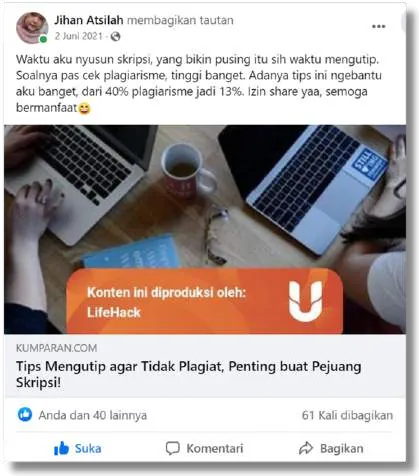 Jihan Atsilah membagikan tautan
2 Juni 2021 ·
Waktu aku nyusun skripsi, yang bikin pusing itu sih waktu mengutip.
Soalnya pas cek plagiarisme, tinggi banget. Adanya tips ini ngebantu
aku banget, dari 40% plagiarisme jadi 13%. Izin share yaa, semoga
bermanfaat😄
Konten ini diproduksi oleh:
LifeHack
KUMPARAN.COM
Tips Mengutip agar Tidak Plagiat, Penting buat Pejuang
Skripsi!
Anda dan 40 lainnya 61 Kali dibagikan
Suka Komentari Bagikan